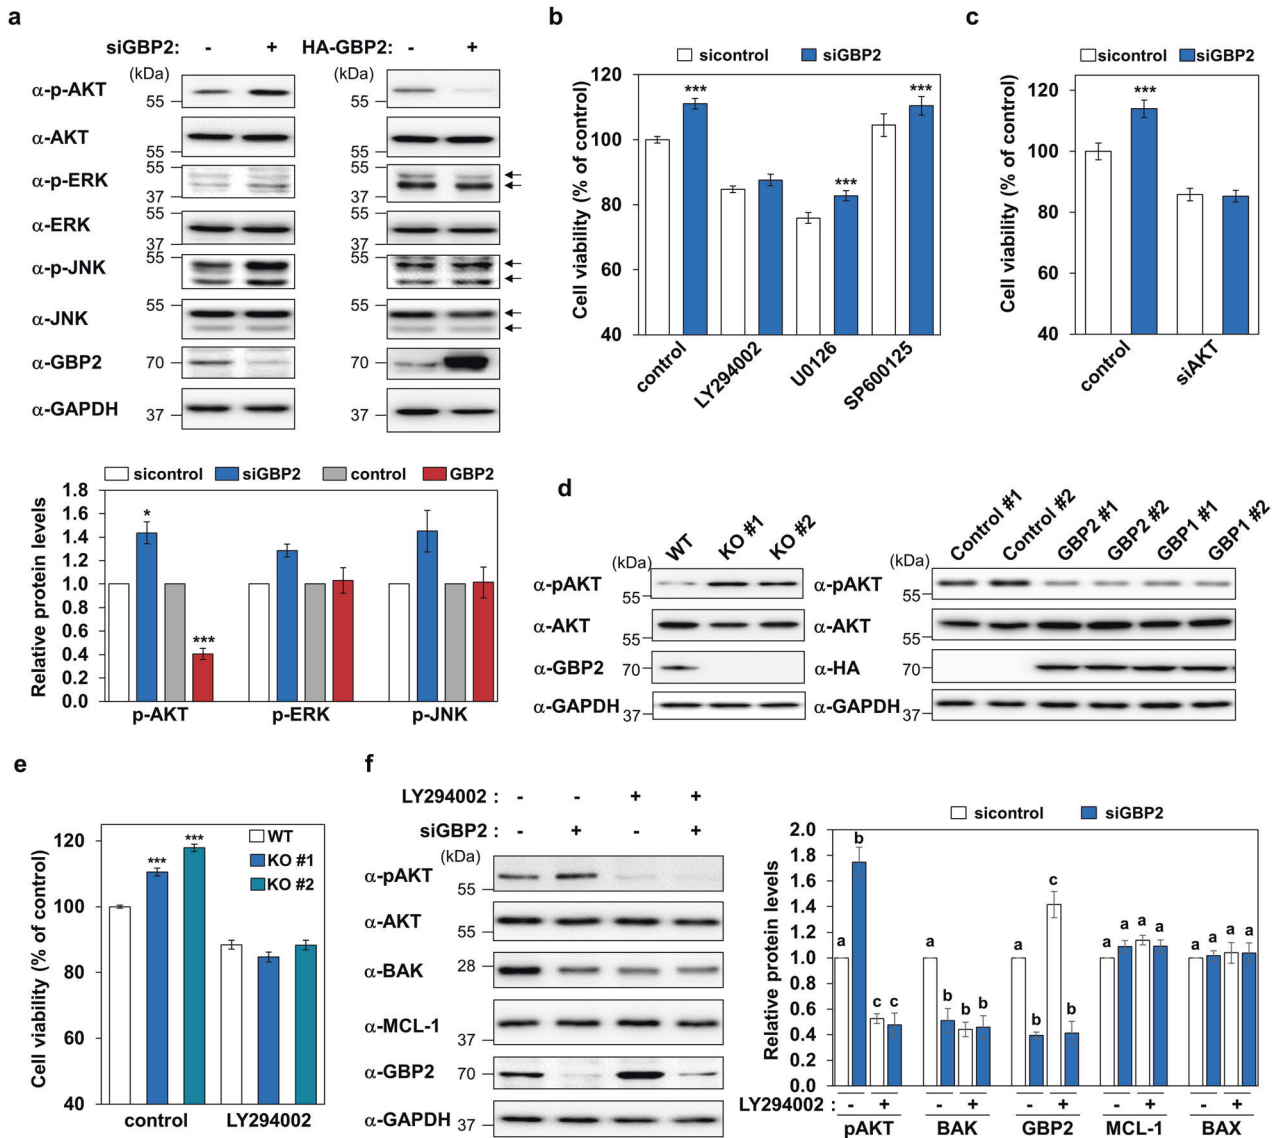 a
siGBP2: - +
HA-GBP2: - +
(kDa)
(kDa)
α-p-AKT 55 55
α-AKT 55 55
α-p-ERK 55 37 55 37
α-ERK 55 37 55 37
α-p-JNK 55 55
α-JNK 55 55
α-GBP2 70 70
α-GAPDH 37 37
sicontrol siGBP2 control GBP2
Relative protein levels
1.8
1.6
1.4
1.2
1.0
0.8
0.6
0.4
0.2
0.0
* ***
p-AKT p-ERK p-JNK
b
sicontrol siGBP2
Cell viability (% of control)
120
100
80
60
40
*** *** ***
control LY294002 U0126 SP600125
c
sicontrol siGBP2
Cell viability (% of control)
120
100
80
60
40
***
control siAKT
d
(kDa) WT KO #1 KO #2
α-pAKT 55
α-AKT 55
α-GBP2 70
α-GAPDH 37
(kDa) Control #1 Control #2 GBP2 #1 GBP2 #2 GBP1 #1 GBP1 #2
α-pAKT 55
α-AKT 55
α-HA 70
α-GAPDH 37
e
Cell viability (% of control)
120
100
80
60
40
WT
KO #1
KO #2
*** ***
control LY294002
f
LY294002 : - - + +
siGBP2 : - + - +
(kDa)
α-pAKT 55
α-AKT 55
α-BAK 28
α-MCL-1 37
α-GBP2 70
α-GAPDH 37
sicontrol siGBP2
Relative protein levels
2.0
1.8
1.6
1.4
1.2
1.0
0.8
0.6
0.4
0.2
0.0
a b c c a b b b a b c b a a a a a a a a
LY294002 : - + - + - + - + - +
pAKT BAK GBP2 MCL-1 BAX